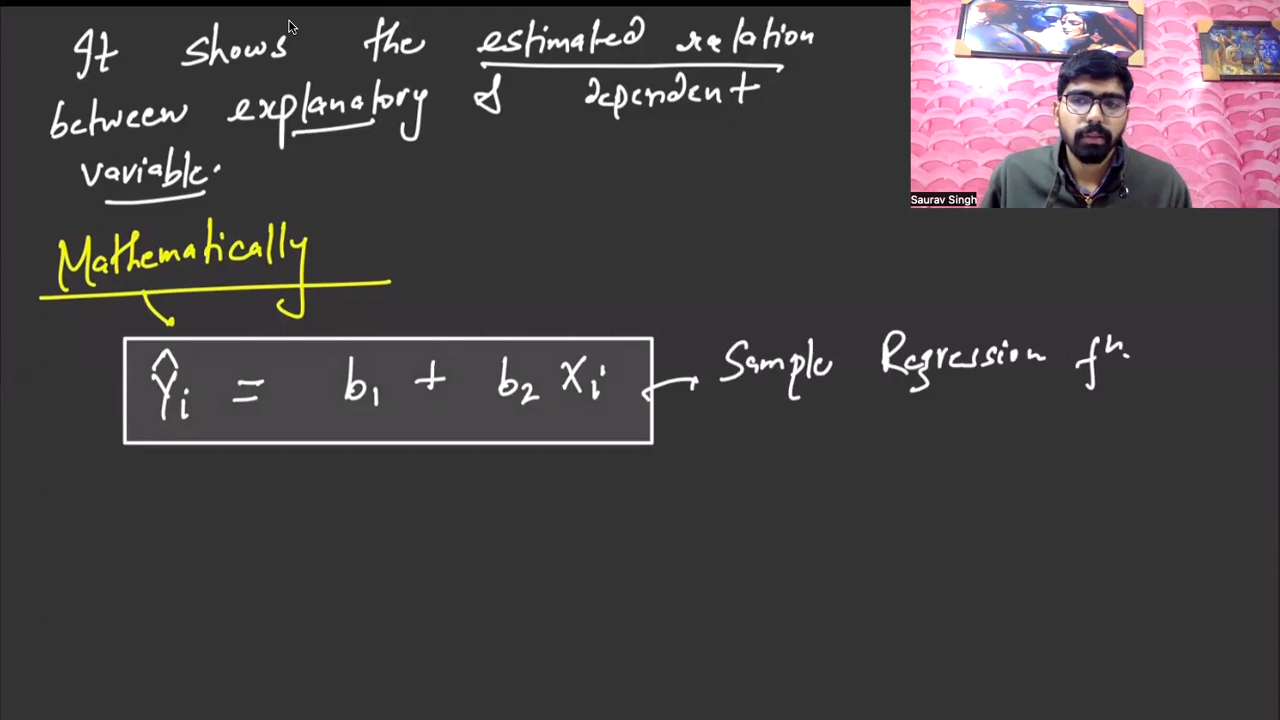 It shows the estimated relation
between explanatory & dependent
variable.
Mathematically
Ŷi = b1 + b2 Xi
Sample Regression fn.
Saurav Singh